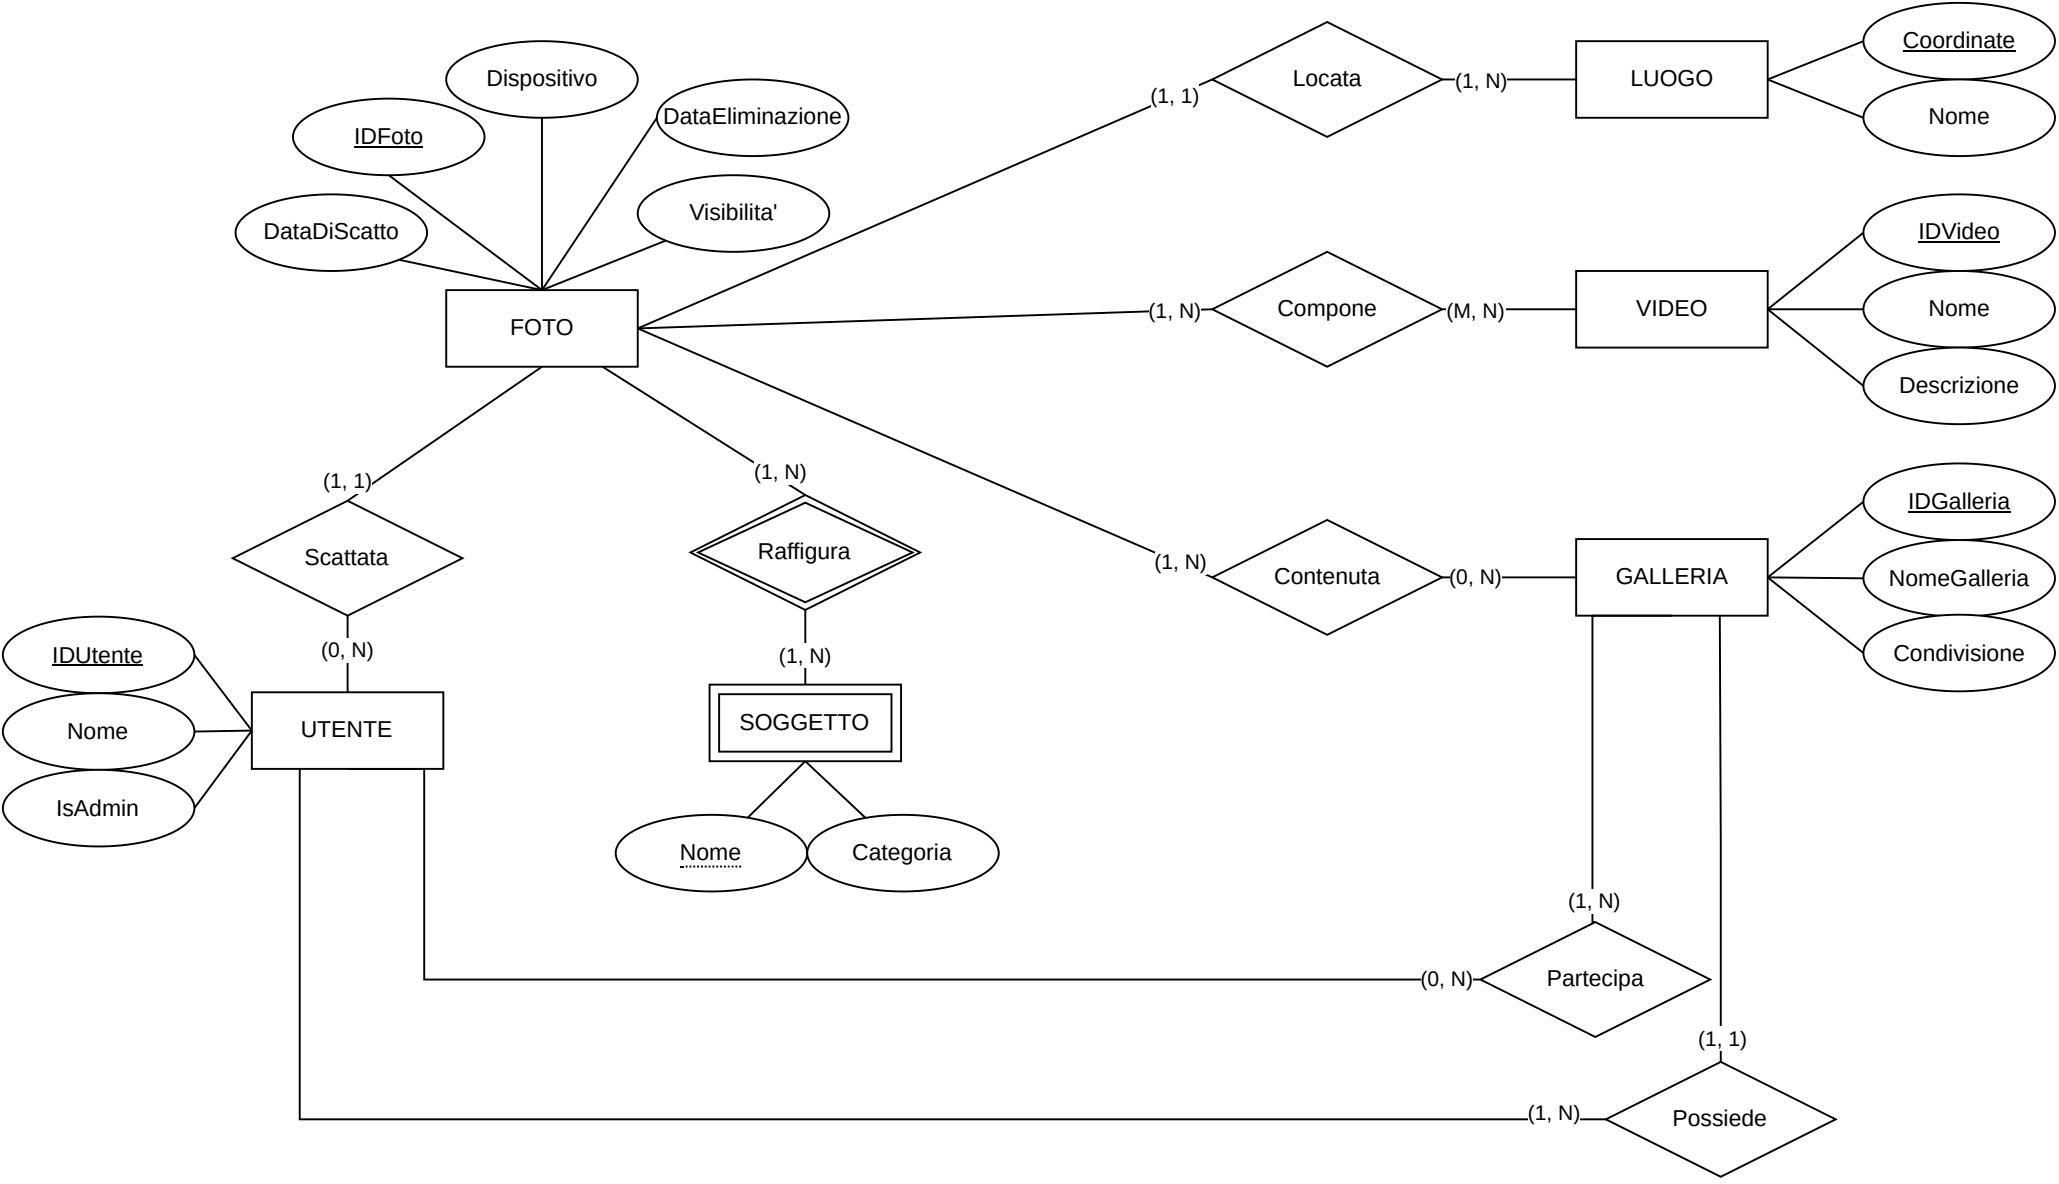 Coordinate
Dispositivo
Locata
LUOGO
(1, 1)
(1, N)
DataEliminazione
Nome
IDFoto
Visibilita'
DataDiScatto
IDVideo
FOTO
(1, N)
Compone
(M, N)
VIDEO
Nome
Descrizione
(1, 1)
(1, N)
IDGalleria
Scattata
Raffigura
(1, N)
Contenuta
(0, N)
GALLERIA
NomeGalleria
Condivisione
(0, N)
(1, N)
IDUtente
Nome
UTENTE
SOGGETTO
IsAdmin
Nome
Categoria
(1, N)
(0, N)
Partecipa
(1, 1)
(1, N)
Possiede